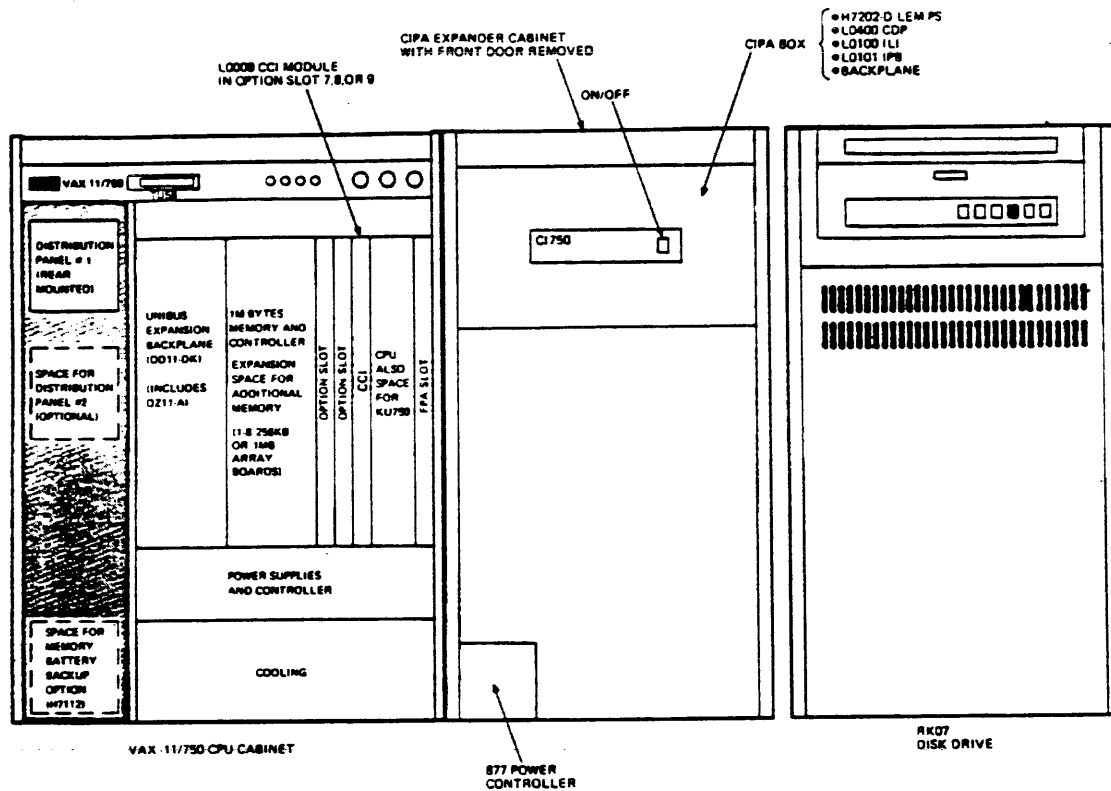 ●H7202-D LEM PS
●L0400 CDP
●L0100 ILI
●L0101 IPB
●BACKPLANE
CIPA BOX
CIPA EXPANDER CABINET
WITH FRONT DOOR REMOVED
L0009 CCI MODULE
IN OPTION SLOT 7,8,OR 9
ON/OFF
VAX 11/750
TU58
DISTRIBUTION
PANEL # 1
(REAR
MOUNTED)
SPACE FOR
DISTRIBUTION
PANEL #2
(OPTIONAL)
SPACE FOR
MEMORY
BATTERY
BACKUP
OPTION
(H7112)
UNIBUS
EXPANSION
BACKPLANE
(DD11-DK)
(INCLUDES
DZ11-A)
1M BYTES
MEMORY AND
CONTROLLER
EXPANSION
SPACE FOR
ADDITIONAL
MEMORY
(1-8 256KB
OR 1MB
ARRAY
BOARDS)
OPTION SLOT
OPTION SLOT
CCI
CPU
ALSO
SPACE
FOR
KU750
FPA SLOT
POWER SUPPLIES
AND CONTROLLER
COOLING
CI750
VAX-11/750 CPU CABINET
877 POWER
CONTROLLER
RK07
DISK DRIVE